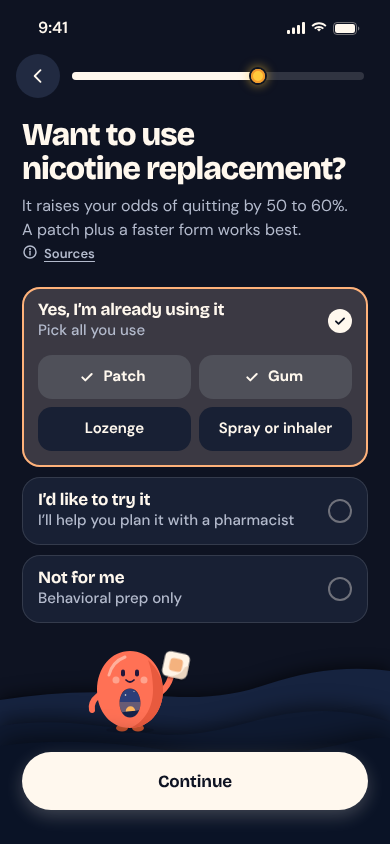 9:41
Want to use
nicotine replacement?
It raises your odds of quitting by 50 to 60%.
A patch plus a faster form works best.
Sources
Yes, I’m already using it
Pick all you use
Patch
Gum
Lozenge
Spray or inhaler
I’d like to try it
I’ll help you plan it with a pharmacist
Not for me
Behavioral prep only
Continue